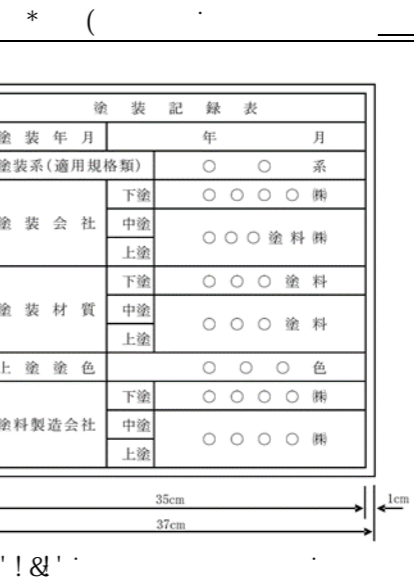 * (
塗装記録表
塗装年月 年 月
塗装系(適用規格類) ○ ○ 系
下塗 ○○○○㈱
塗装会社 中塗 ○○○塗料㈱
上塗
下塗 ○○○塗料
塗装材質 中塗 ○○○塗料
上塗
上塗塗色 ○○○色
下塗 ○○○○㈱
塗料製造会社 中塗 ○○○○㈱
上塗
35cm 1cm
37cm
'!&!'